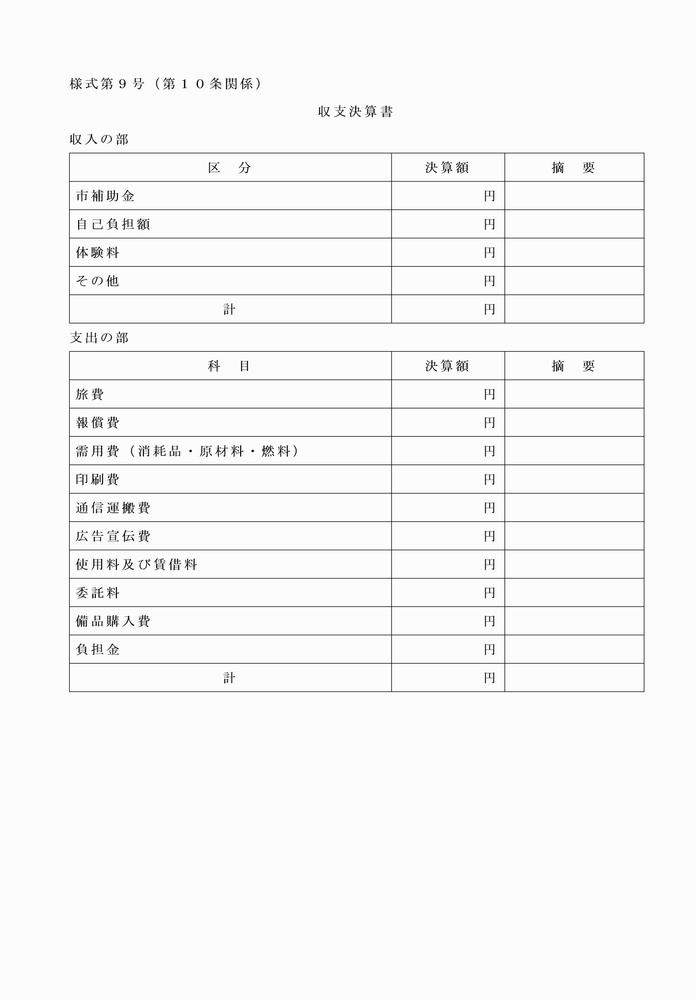 様式第９号（第１０条関係）
収支決算書
収入の部
区　分　決算額　摘　要
市補助金　円
自己負担額　円
体験料　円
その他　円
計　円
支出の部
科　目　決算額　摘　要
旅費　円
報償費　円
需用費（消耗品・原材料・燃料）　円
印刷費　円
通信運搬費　円
広告宣伝費　円
使用料及び賃借料　円
委託料　円
備品購入費　円
負担金　円
計　円